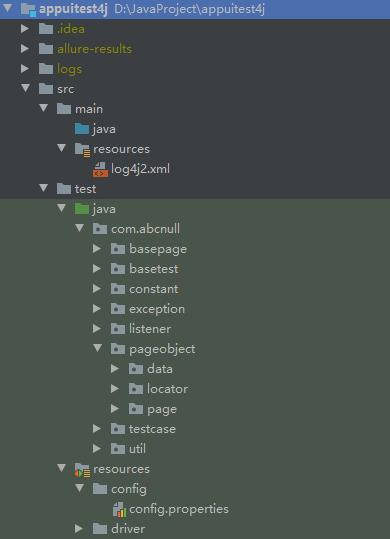 appuitest4j D:\JavaProject\appuitest4j
.idea
allure-results
logs
src
main
java
resources
log4j2.xml
test
java
com.abcnull
basepage
basetest
constant
exception
listener
pageobject
data
locator
page
testcase
util
resources
config
config.properties
driver